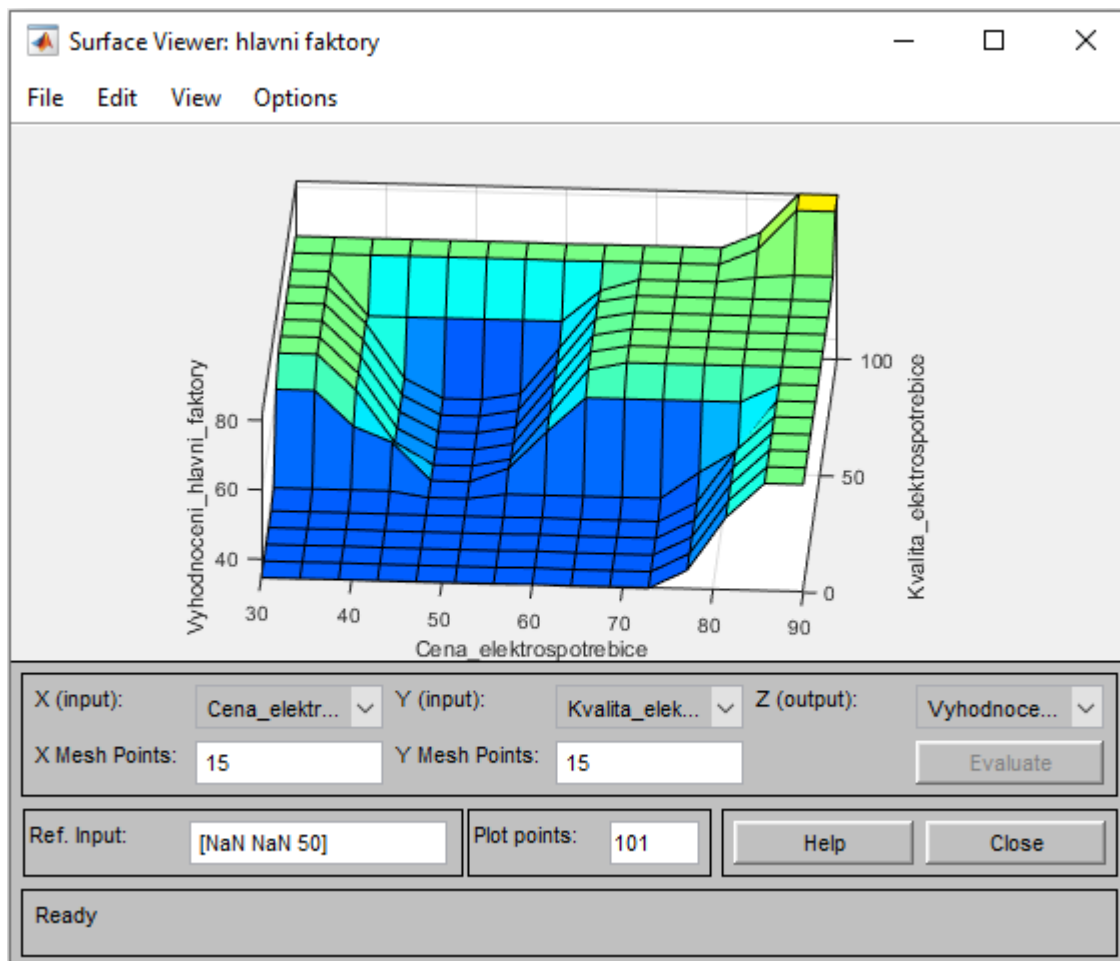 Surface Viewer: hlavni faktory
File Edit View Options
Vyhodnoceni_hlavni_faktory
80
60
40
30 40 50 60 70 80 90
Cena_elektrospotrebice
100
50
0
Kvalita_elektrospotrebice
X (input): Cena_elektr... Y (input): Kvalita_elek... Z (output): Vyhodnoce...
X Mesh Points: 15 Y Mesh Points: 15 Evaluate
Ref. Input: [NaN NaN 50] Plot points: 101 Help Close
Ready